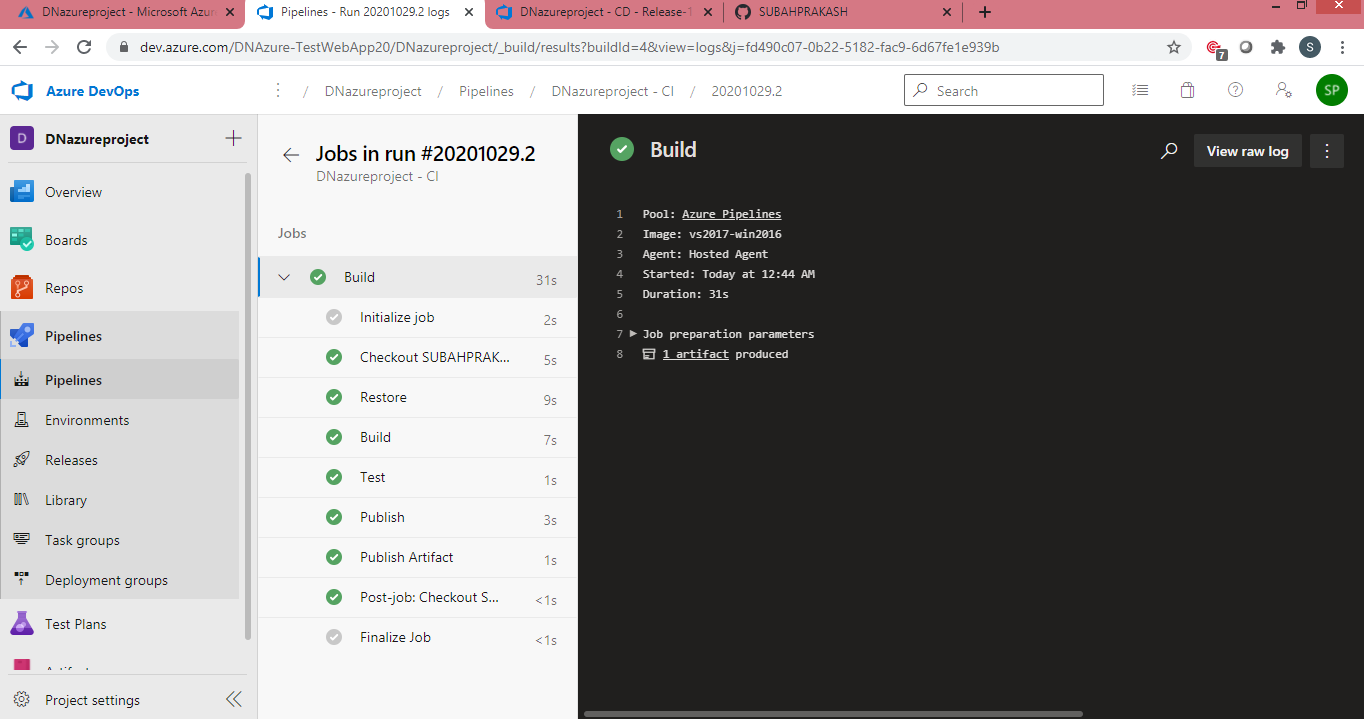 DNazureproject - Microsoft Azur
Pipelines - Run 20201029.2 logs
DNazureproject - CD - Release-1
SUBAHPRAKASH
dev.azure.com/DNAzure-TestWebApp20/DNazureproject/_build/results?buildId=4&view=logs&j=fd490c07-0b22-5182-fac9-6d67fe1e939b
7
S
Azure DevOps
/ DNazureproject / Pipelines / DNazureproject - CI / 20201029.2
Search
SP
D
DNazureproject
Overview
Boards
Repos
Pipelines
Pipelines
Environments
Releases
Library
Task groups
Deployment groups
Test Plans
Project settings
Jobs in run #20201029.2
DNazureproject - CI
Jobs
Build 31s
Initialize job 2s
Checkout SUBAHPRAK... 5s
Restore 9s
Build 7s
Test 1s
Publish 3s
Publish Artifact 1s
Post-job: Checkout S... <1s
Finalize Job <1s
Build
View raw log
1 Pool: Azure Pipelines
2 Image: vs2017-win2016
3 Agent: Hosted Agent
4 Started: Today at 12:44 AM
5 Duration: 31s
6
7 Job preparation parameters
8 1 artifact produced